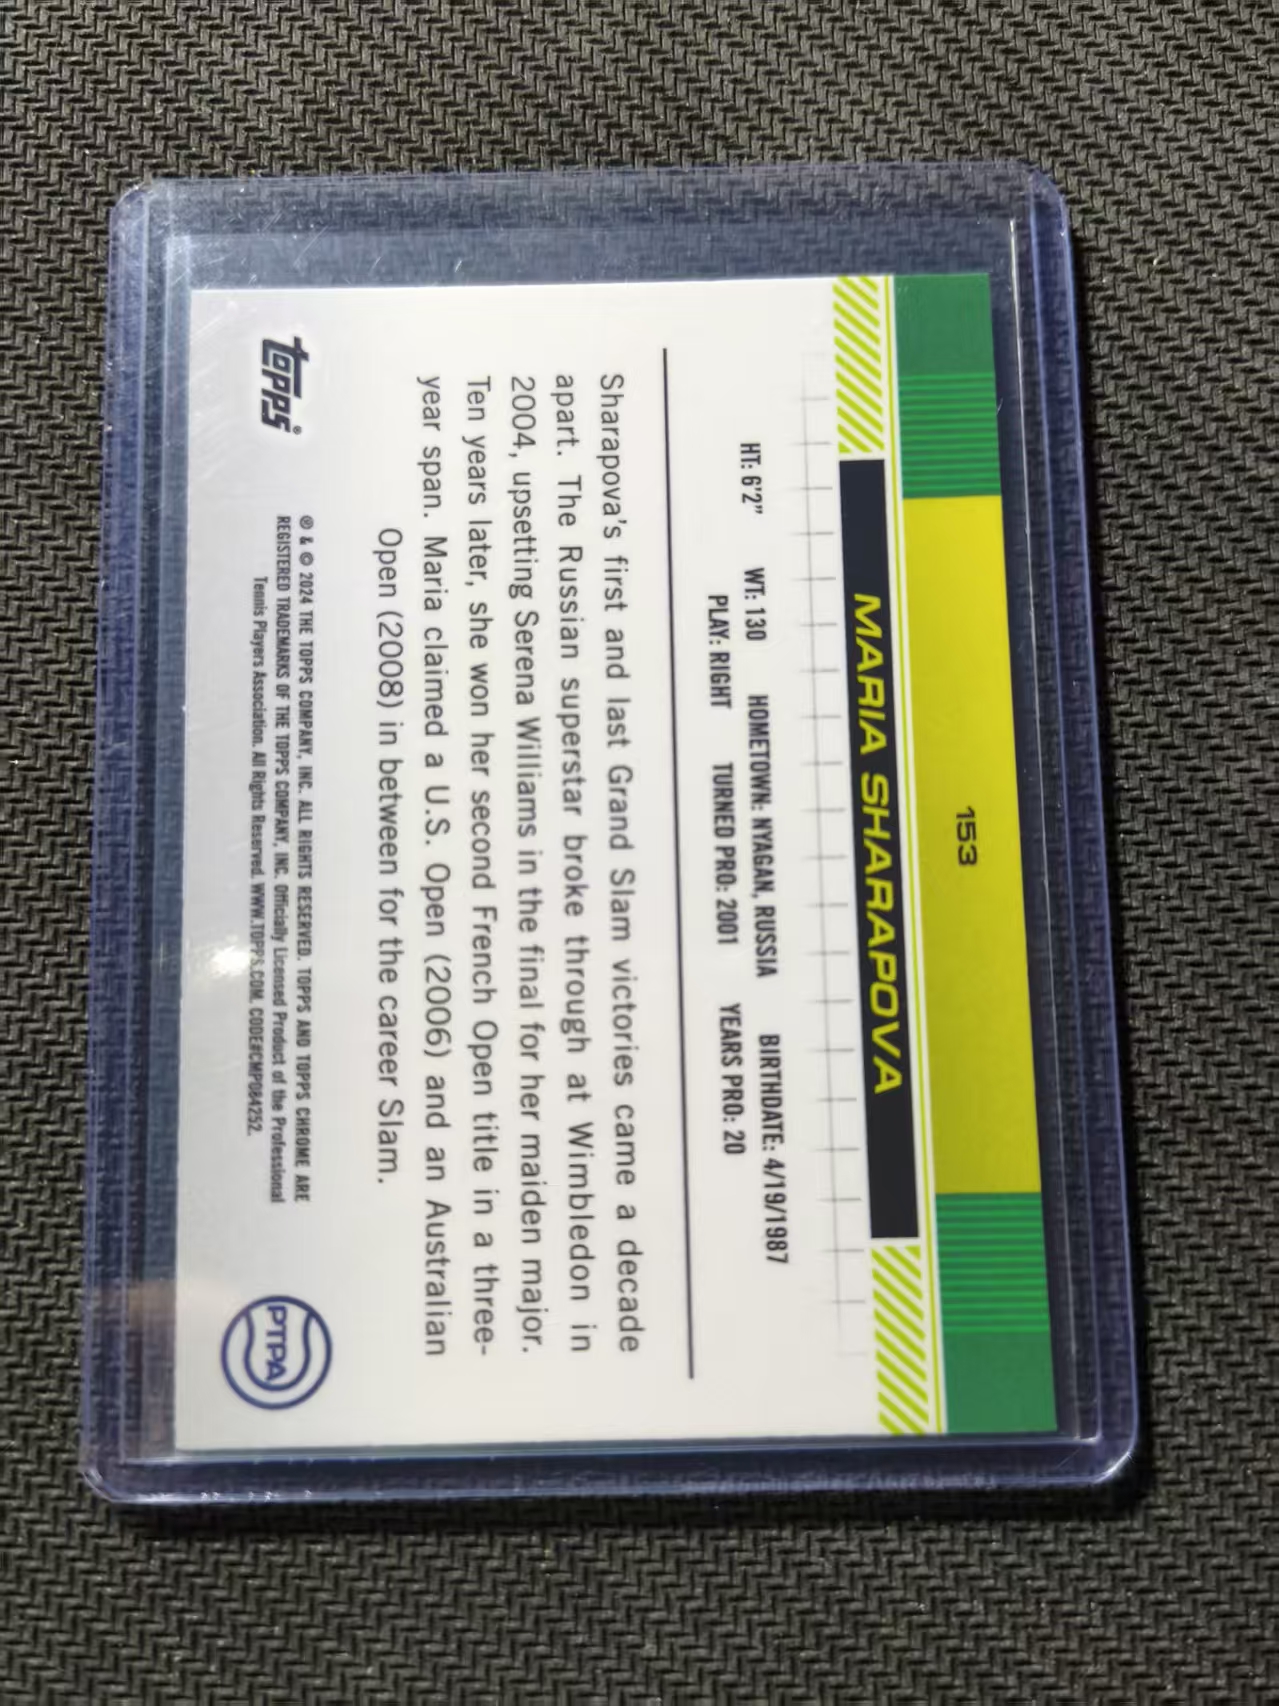 153
MARIA SHARAPOVA
HT: 6'2" WT: 130 HOMETOWN: NYAGAN, RUSSIA BIRTHDATE: 4/19/1987
PLAY: RIGHT TURNED PRO: 2001 YEARS PRO: 20
Sharapova's first and last Grand Slam victories came a decade
apart. The Russian superstar broke through at Wimbledon in
2004, upsetting Serena Williams in the final for her maiden major.
Ten years later, she won her second French Open title in a three-
year span. Maria claimed a U.S. Open (2006) and an Australian
Open (2008) in between for the career Slam.
topps®
® & © 2024 THE TOPPS COMPANY, INC. ALL RIGHTS RESERVED. TOPPS AND TOPPS CHROME ARE
REGISTERED TRADEMARKS OF THE TOPPS COMPANY, INC. Officially Licensed Product of the Professional
Tennis Players Association. All Rights Reserved. WWW.TOPPS.COM. CODE#CMP084252.
PTPA